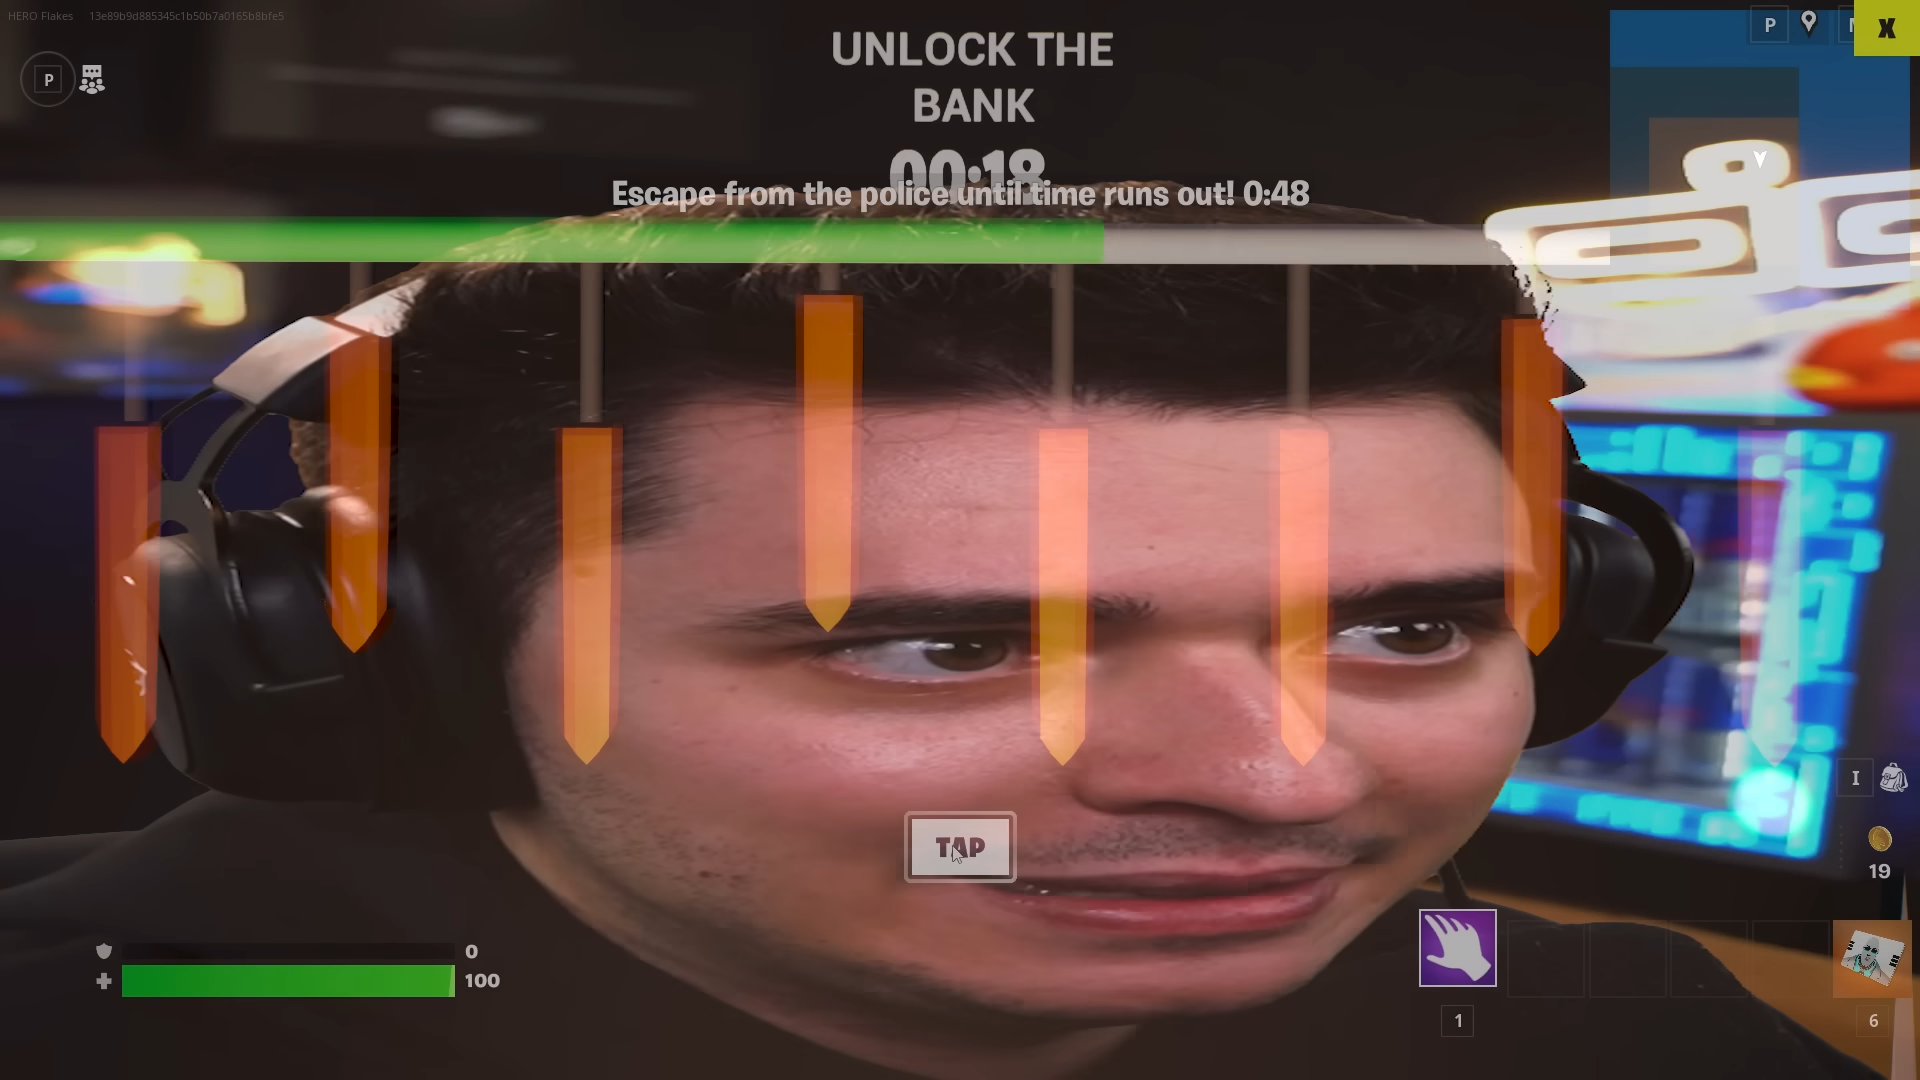 HERO Flakes 13e89b9d885345c1b50b7a0165b8bfe5
P
P
X
UNLOCK THE
BANK
00:18
Escape from the police until time runs out! 0:48
TAP
I
19
0
100
1
6